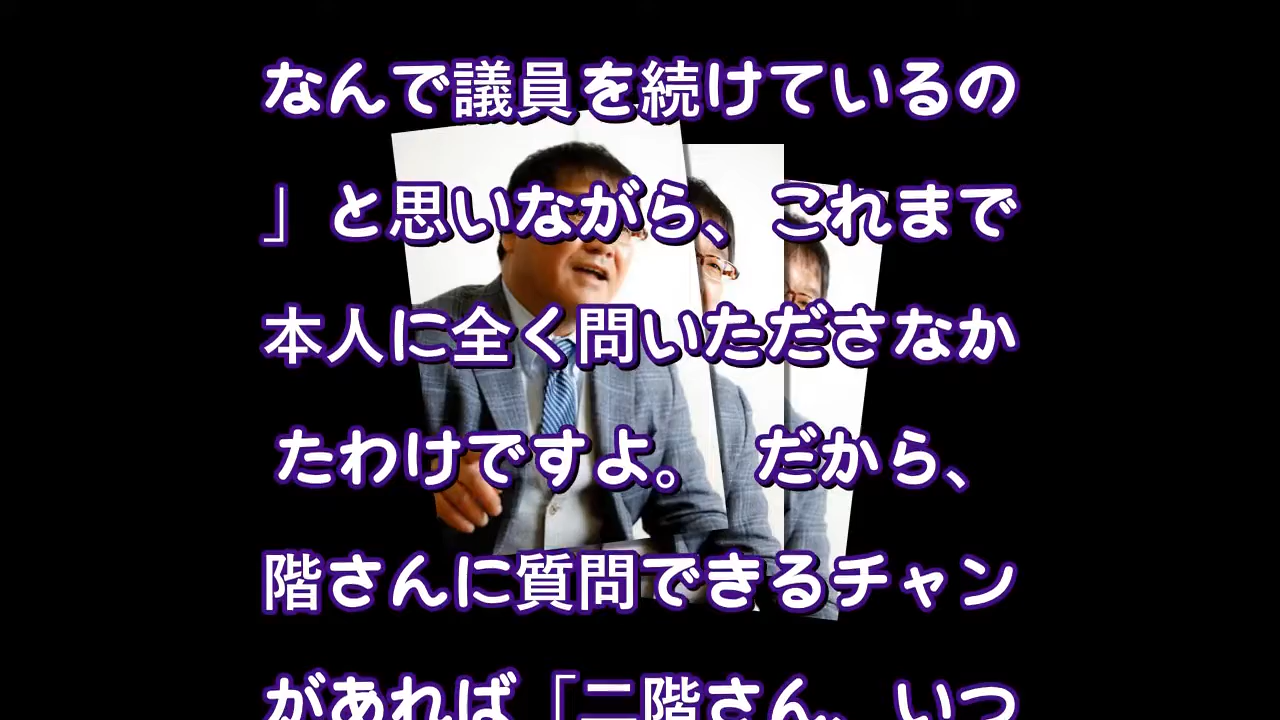 なんで議員を続けているの
」と思いながら、これまで
本人に全く問いたださなか
たわけですよ。 だから、
階さんに質問できるチャン
があれば「二階さん、いつ